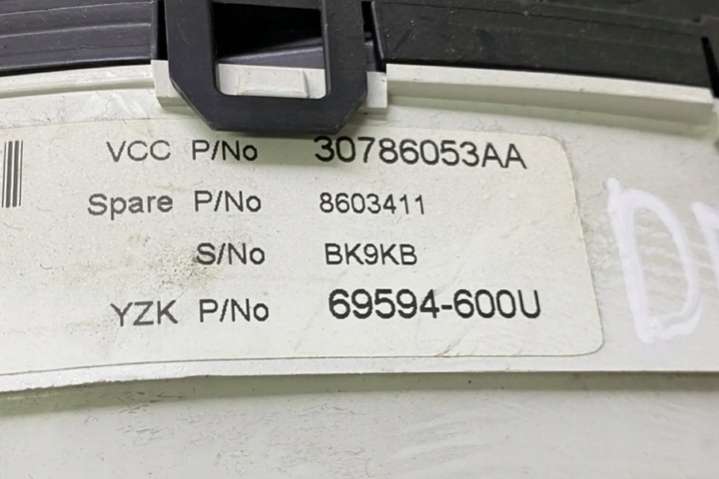 VCC P/No 30786053AA
Spare P/No 8603411
S/No BK9KB
YZK P/No 69594-600U
D